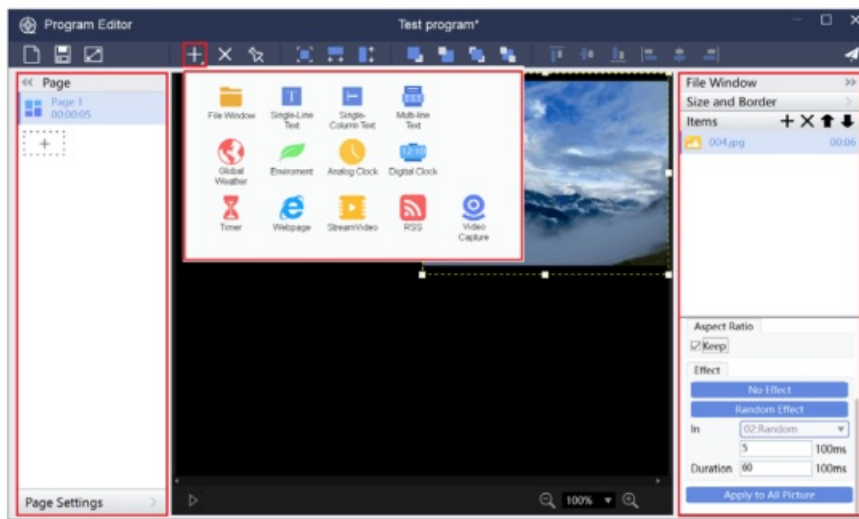 Program Editor
Test program*
Page
Page 1
00:00:05
Page Settings
File Window
Single-Line
Text
Single-
Column Text
Multi-line
Text
Global
Weather
Enviroment
Analog Clock
Digital Clock
12:10
Timer
Webpage
StreamVideo
RSS
Video
Capture
100%
File Window
Size and Border
Items
004.jpg
00:06
Aspect Ratio
Keep
Effect
No Effect
Random Effect
In
02:Random
5
100ms
Duration
60
100ms
Apply to All Picture